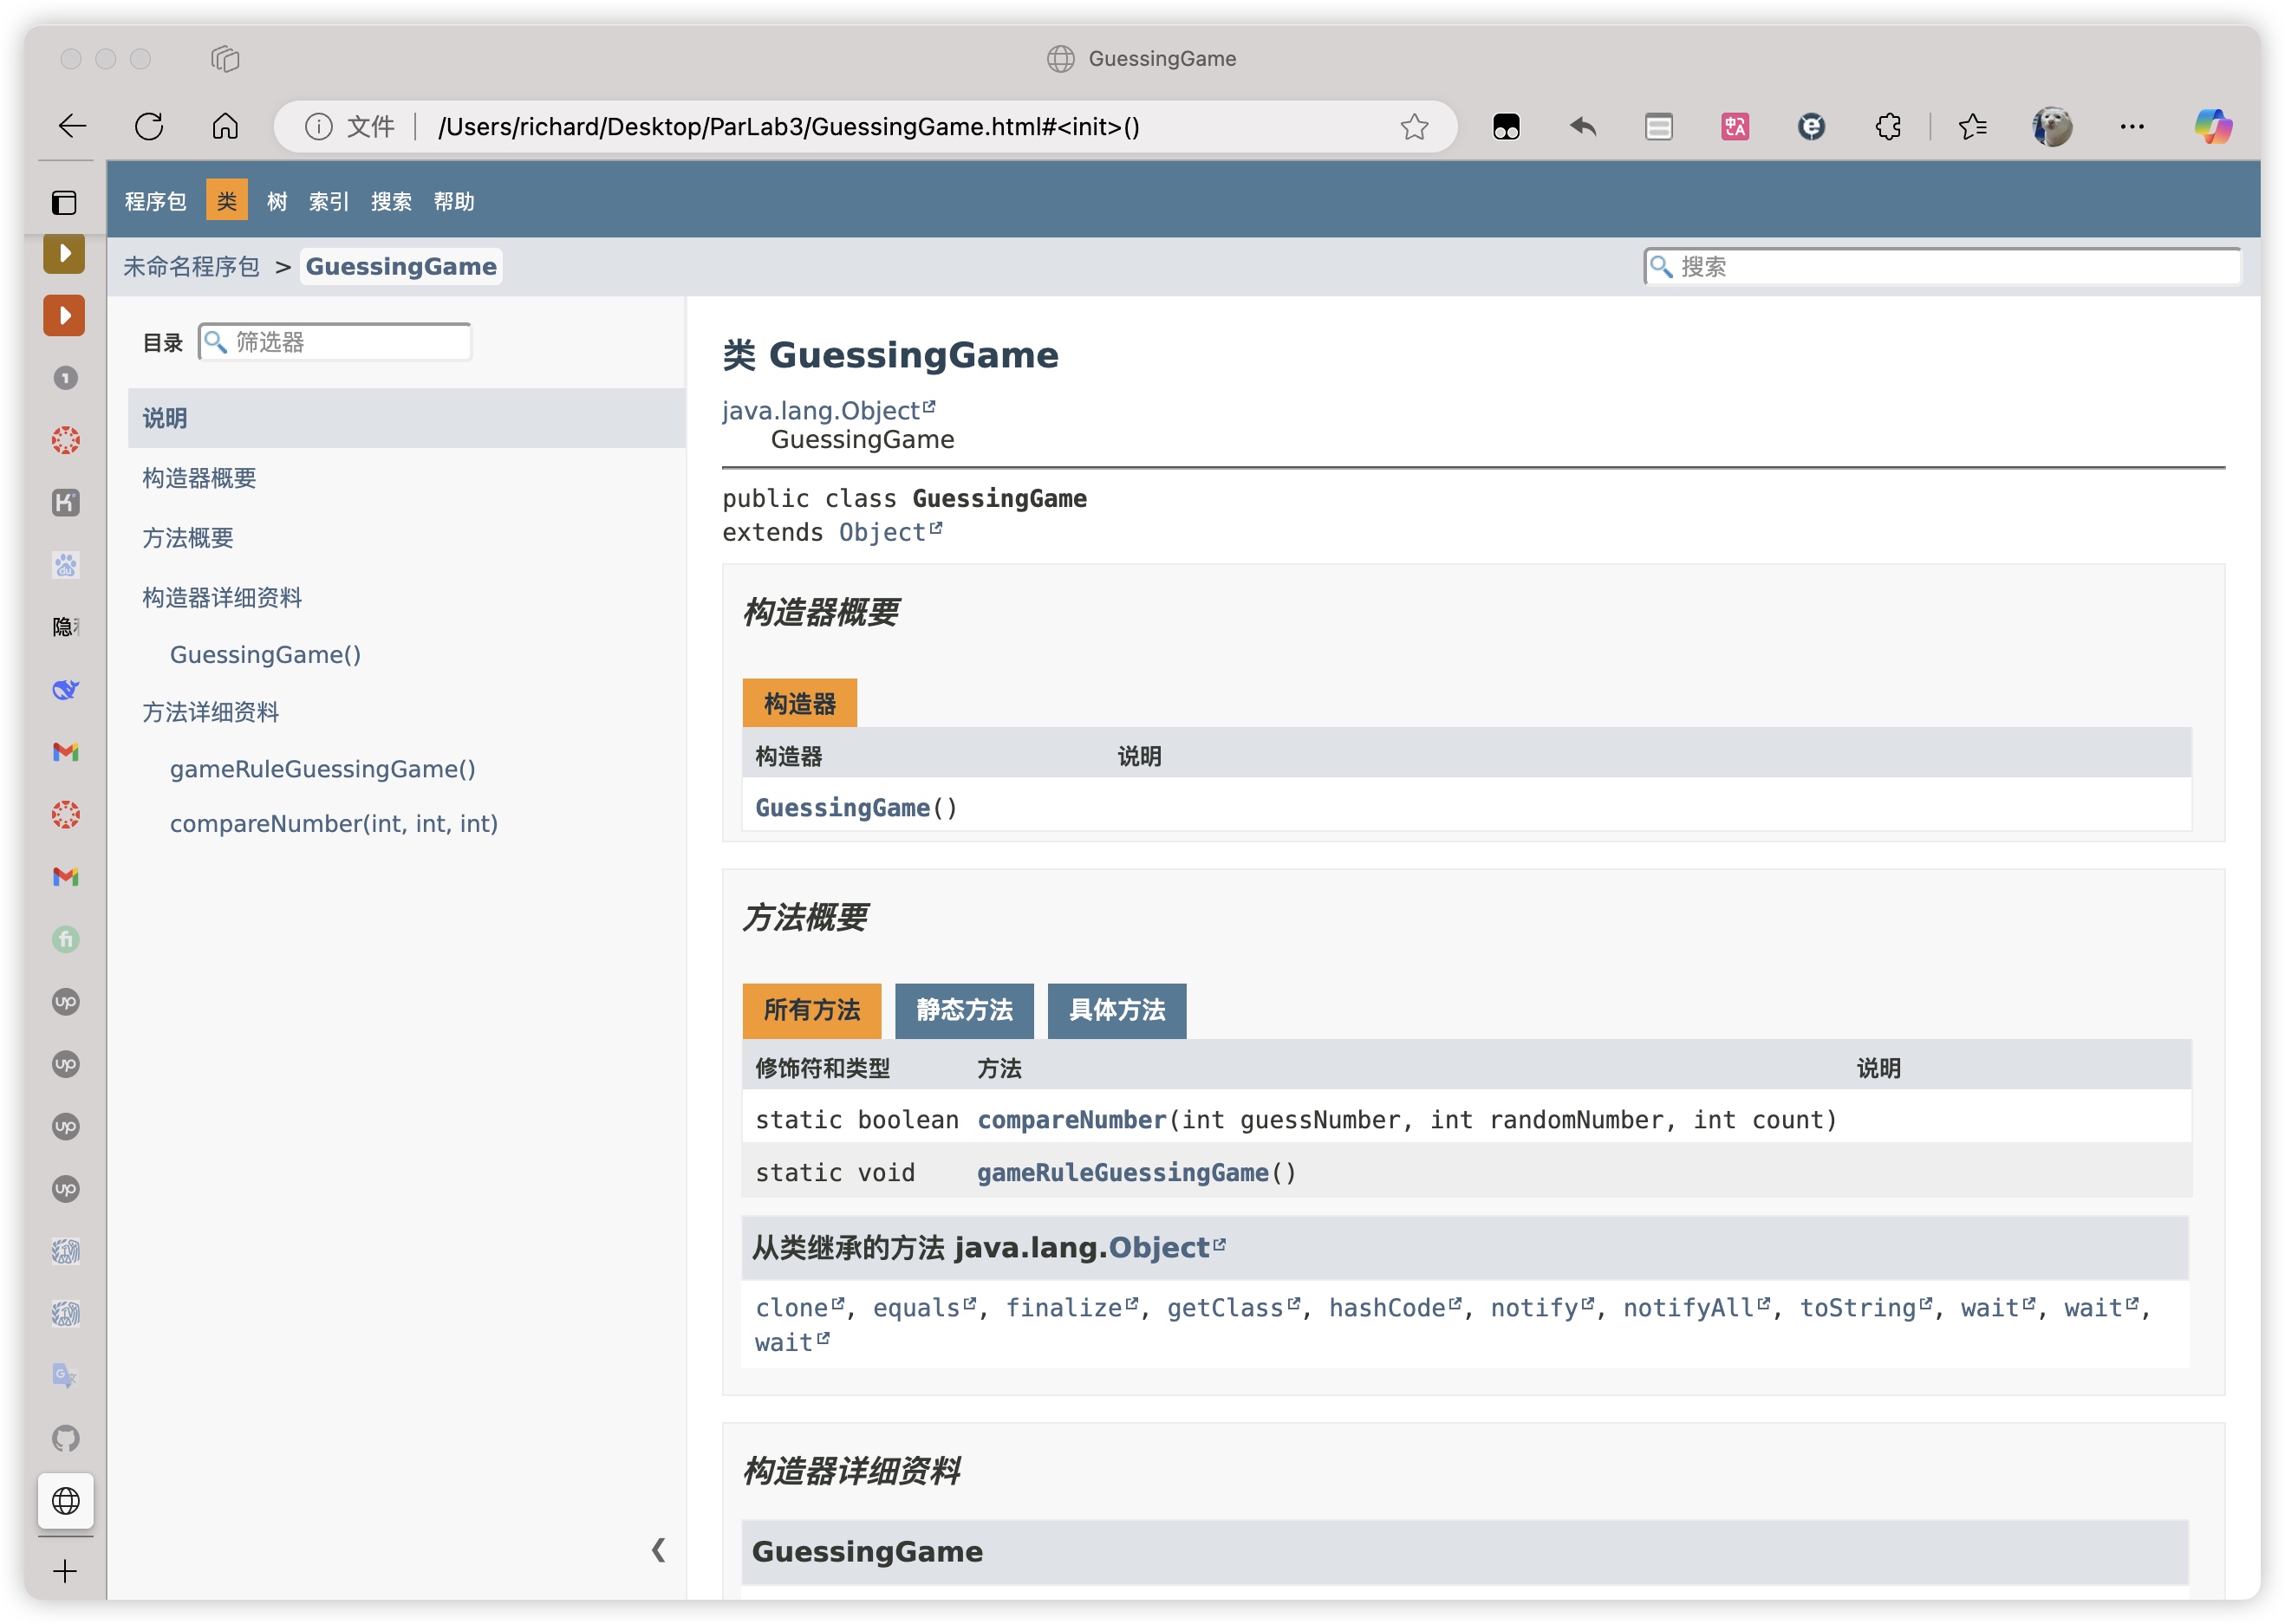 GuessingGame
文件 /Users/richard/Desktop/ParLab3/GuessingGame.html#<init>()
程序包 类 树 索引 搜索 帮助
未命名程序包 > GuessingGame 搜索
目录 筛选器
说明
构造器概要
方法概要
构造器详细资料
GuessingGame()
方法详细资料
gameRuleGuessingGame()
compareNumber(int, int, int)
类 GuessingGame
java.lang.Object
GuessingGame
public class GuessingGame
extends Object
构造器概要
构造器
构造器 说明
GuessingGame()
方法概要
所有方法 静态方法 具体方法
修饰符和类型 方法 说明
static boolean compareNumber(int guessNumber, int randomNumber, int count)
static void gameRuleGuessingGame()
从类继承的方法 java.lang.Object
clone, equals, finalize, getClass, hashCode, notify, notifyAll, toString, wait, wait,
wait
构造器详细资料
GuessingGame